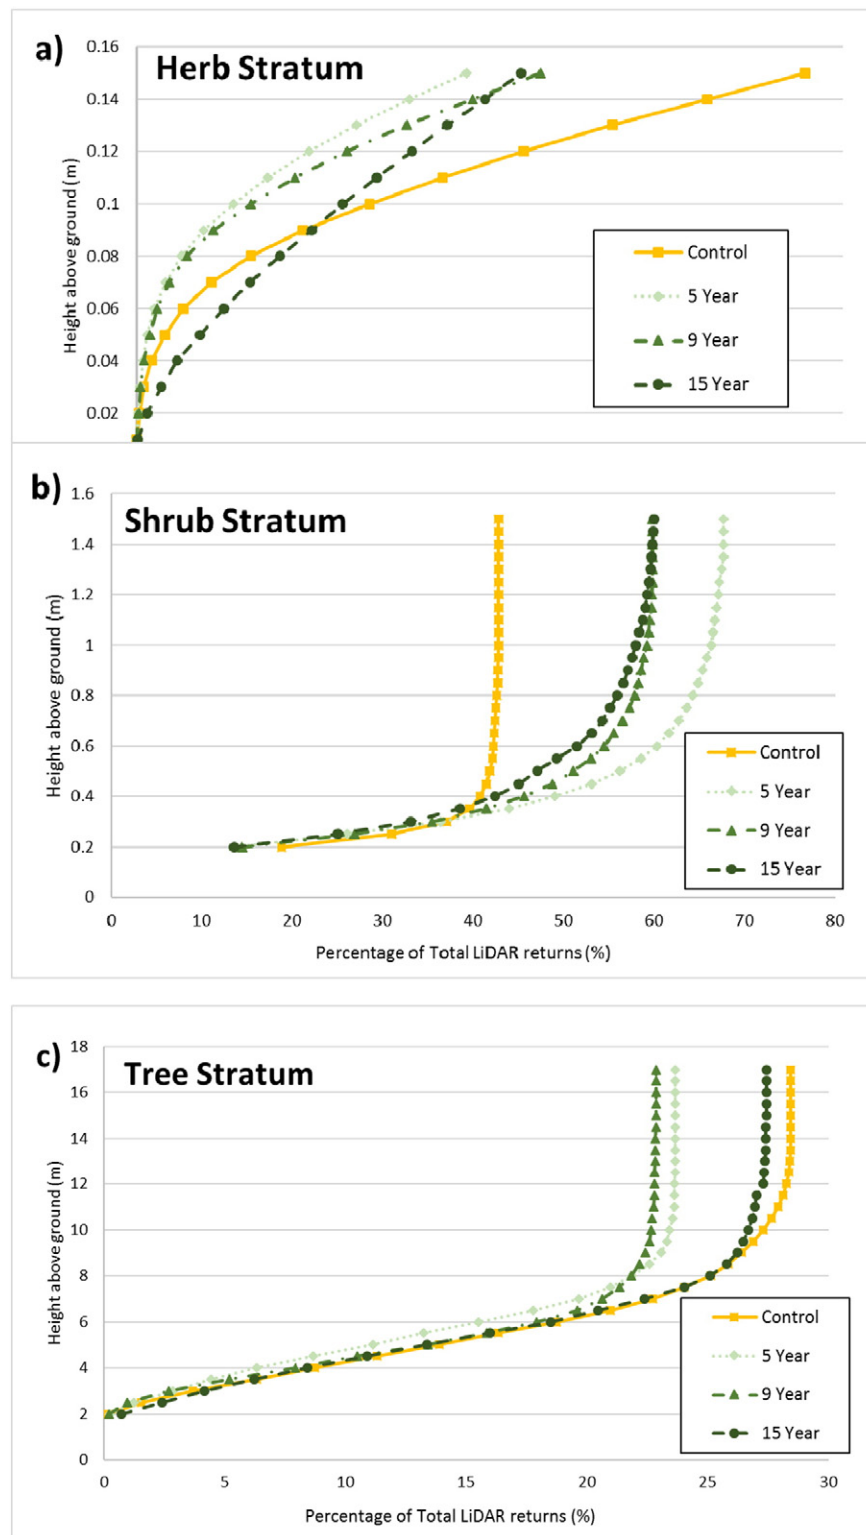 a)
Herb Stratum
0.16
0.14
0.12
0.1
0.08
0.06
0.04
0.02
Height above ground (m)
Control
5 Year
9 Year
15 Year
b)
Shrub Stratum
1.6
1.4
1.2
1
0.8
0.6
0.4
0.2
0
Height above ground (m)
Control
5 Year
9 Year
15 Year
0 10 20 30 40 50 60 70 80
Percentage of Total LiDAR returns (%)
c)
Tree Stratum
18
16
14
12
10
8
6
4
2
0
Height above ground (m)
Control
5 Year
9 Year
15 Year
0 5 10 15 20 25 30
Percentage of Total LiDAR returns (%)